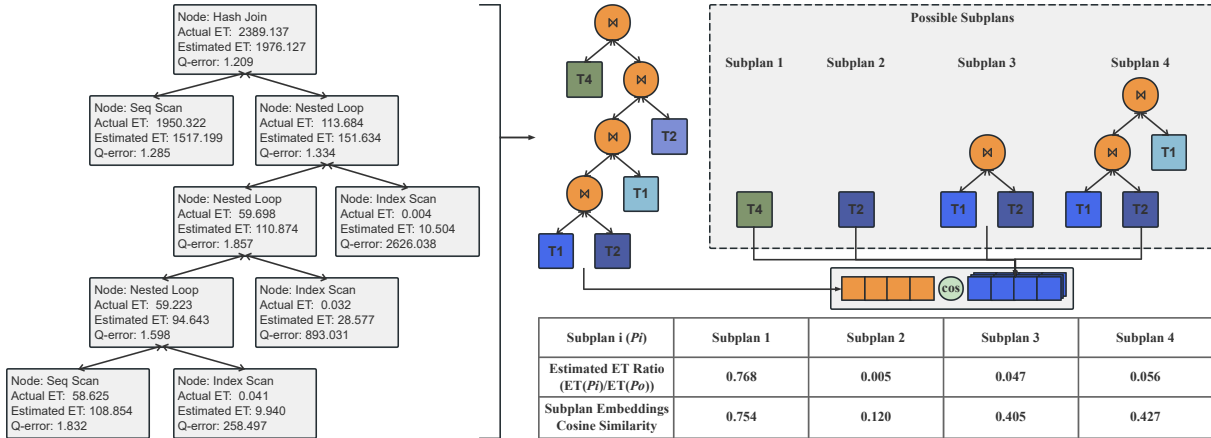 Node: Hash Join
Actual ET:  2389.137
Estimated ET: 1976.127
Q-error: 1.209
Node: Seq Scan
Actual ET:  1950.322
Estimated ET: 1517.199
Q-error: 1.285
Node: Nested Loop
Actual ET:  113.684
Estimated ET: 151.634
Q-error: 1.334
Node: Nested Loop
Actual ET:  59.698
Estimated ET: 110.874
Q-error: 1.857
Node: Index Scan
Actual ET:  0.004
Estimated ET: 10.504
Q-error: 2626.038
Node: Nested Loop
Actual ET:  59.223
Estimated ET: 94.643
Q-error: 1.598
Node: Index Scan
Actual ET:  0.032
Estimated ET: 28.577
Q-error: 893.031
Node: Seq Scan
Actual ET:  58.625
Estimated ET: 108.854
Q-error: 1.832
Node: Index Scan
Actual ET:  0.041
Estimated ET: 9.940
Q-error: 258.497
⋈
T4
⋈
⋈
T2
⋈
T1
T1
T2
Possible Subplans
Subplan 1
Subplan 2
Subplan 3
Subplan 4
T4
T2
⋈
T1
T2
⋈
⋈
T1
T1
T2
cos
Subplan i (Pi) Subplan 1 Subplan 2 Subplan 3 Subplan 4
Estimated ET Ratio
(ET(Pi)/ET(Po)) 0.768 0.005 0.047 0.056
Subplan Embeddings
Cosine Similarity 0.754 0.120 0.405 0.427